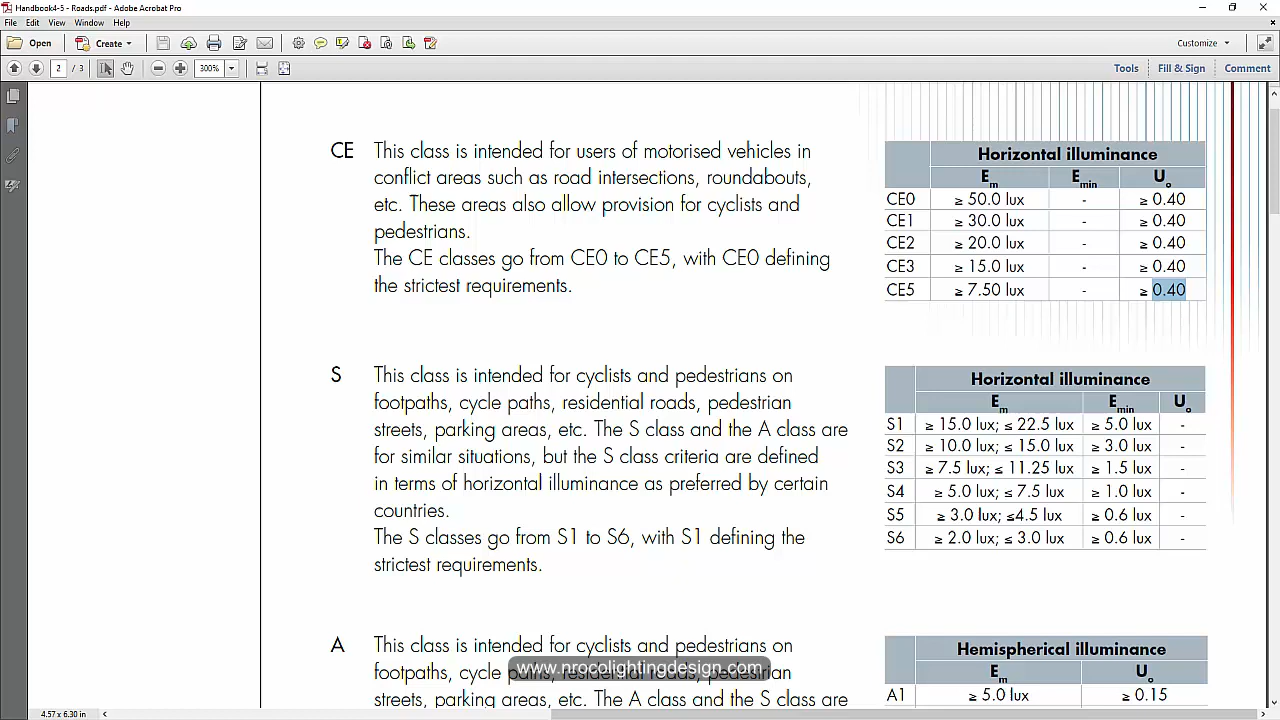 Handbook4-5 - Roads.pdf - Adobe Acrobat Pro
File Edit View Window Help
Open Create Customize
2 / 3 300% Tools Fill & Sign Comment
CE This class is intended for users of motorised vehicles in
conflict areas such as road intersections, roundabouts,
etc. These areas also allow provision for cyclists and
pedestrians.
The CE classes go from CE0 to CE5, with CE0 defining
the strictest requirements.
Horizontal illuminance
Em Emin Uo
CE0 ≥ 50.0 lux - ≥ 0.40
CE1 ≥ 30.0 lux - ≥ 0.40
CE2 ≥ 20.0 lux - ≥ 0.40
CE3 ≥ 15.0 lux - ≥ 0.40
CE5 ≥ 7.50 lux - ≥ 0.40
S This class is intended for cyclists and pedestrians on
footpaths, cycle paths, residential roads, pedestrian
streets, parking areas, etc. The S class and the A class are
for similar situations, but the S class criteria are defined
in terms of horizontal illuminance as preferred by certain
countries.
The S classes go from S1 to S6, with S1 defining the
strictest requirements.
Horizontal illuminance
Em Emin Uo
S1 ≥ 15.0 lux; ≤ 22.5 lux ≥ 5.0 lux -
S2 ≥ 10.0 lux; ≤ 15.0 lux ≥ 3.0 lux -
S3 ≥ 7.5 lux; ≤ 11.25 lux ≥ 1.5 lux -
S4 ≥ 5.0 lux; ≤ 7.5 lux ≥ 1.0 lux -
S5 ≥ 3.0 lux; ≤4.5 lux ≥ 0.6 lux -
S6 ≥ 2.0 lux; ≤ 3.0 lux ≥ 0.6 lux -
A This class is intended for cyclists and pedestrians on
footpaths, cycle paths, residential roads, pedestrian
streets, parking areas, etc. The A class and the S class are
Hemispherical illuminance
Em Uo
A1 ≥ 5.0 lux ≥ 0.15
www.nrocolightingdesign.com
4.57 x 6.30 in